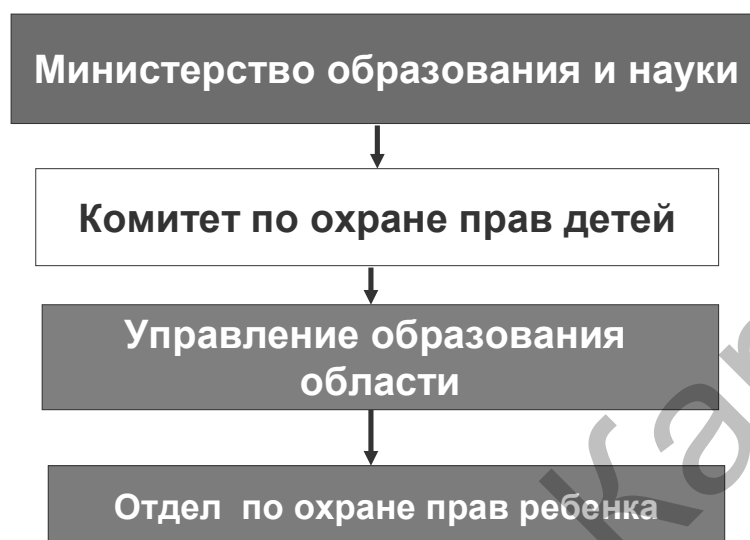 Министерство образования и науки
Комитет по охране прав детей
Управление образования
области
Отдел по охране прав ребенка